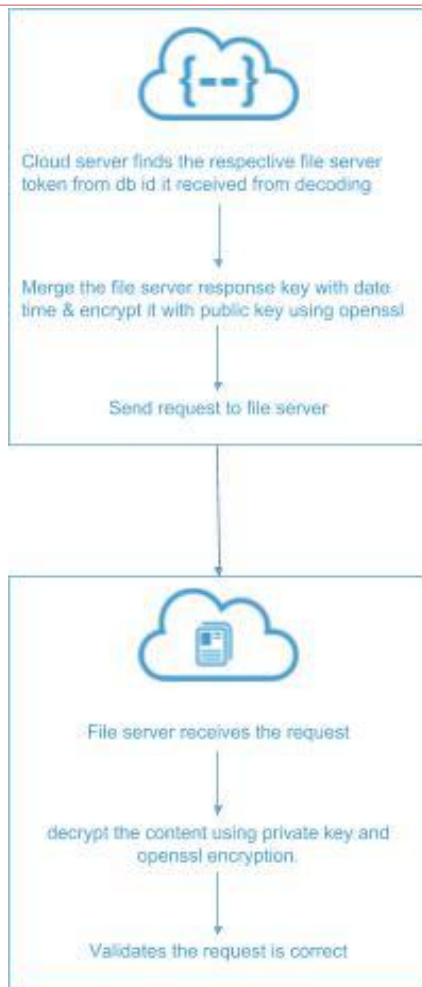 {--}
Cloud server finds the respective file server
token from db id it received from decoding
Merge the file server response key with date
time & encrypt it with public key using openssl
Send request to file server
File server receives the request
decrypt the content using private key and
openssl encryption.
Validates the request is correct